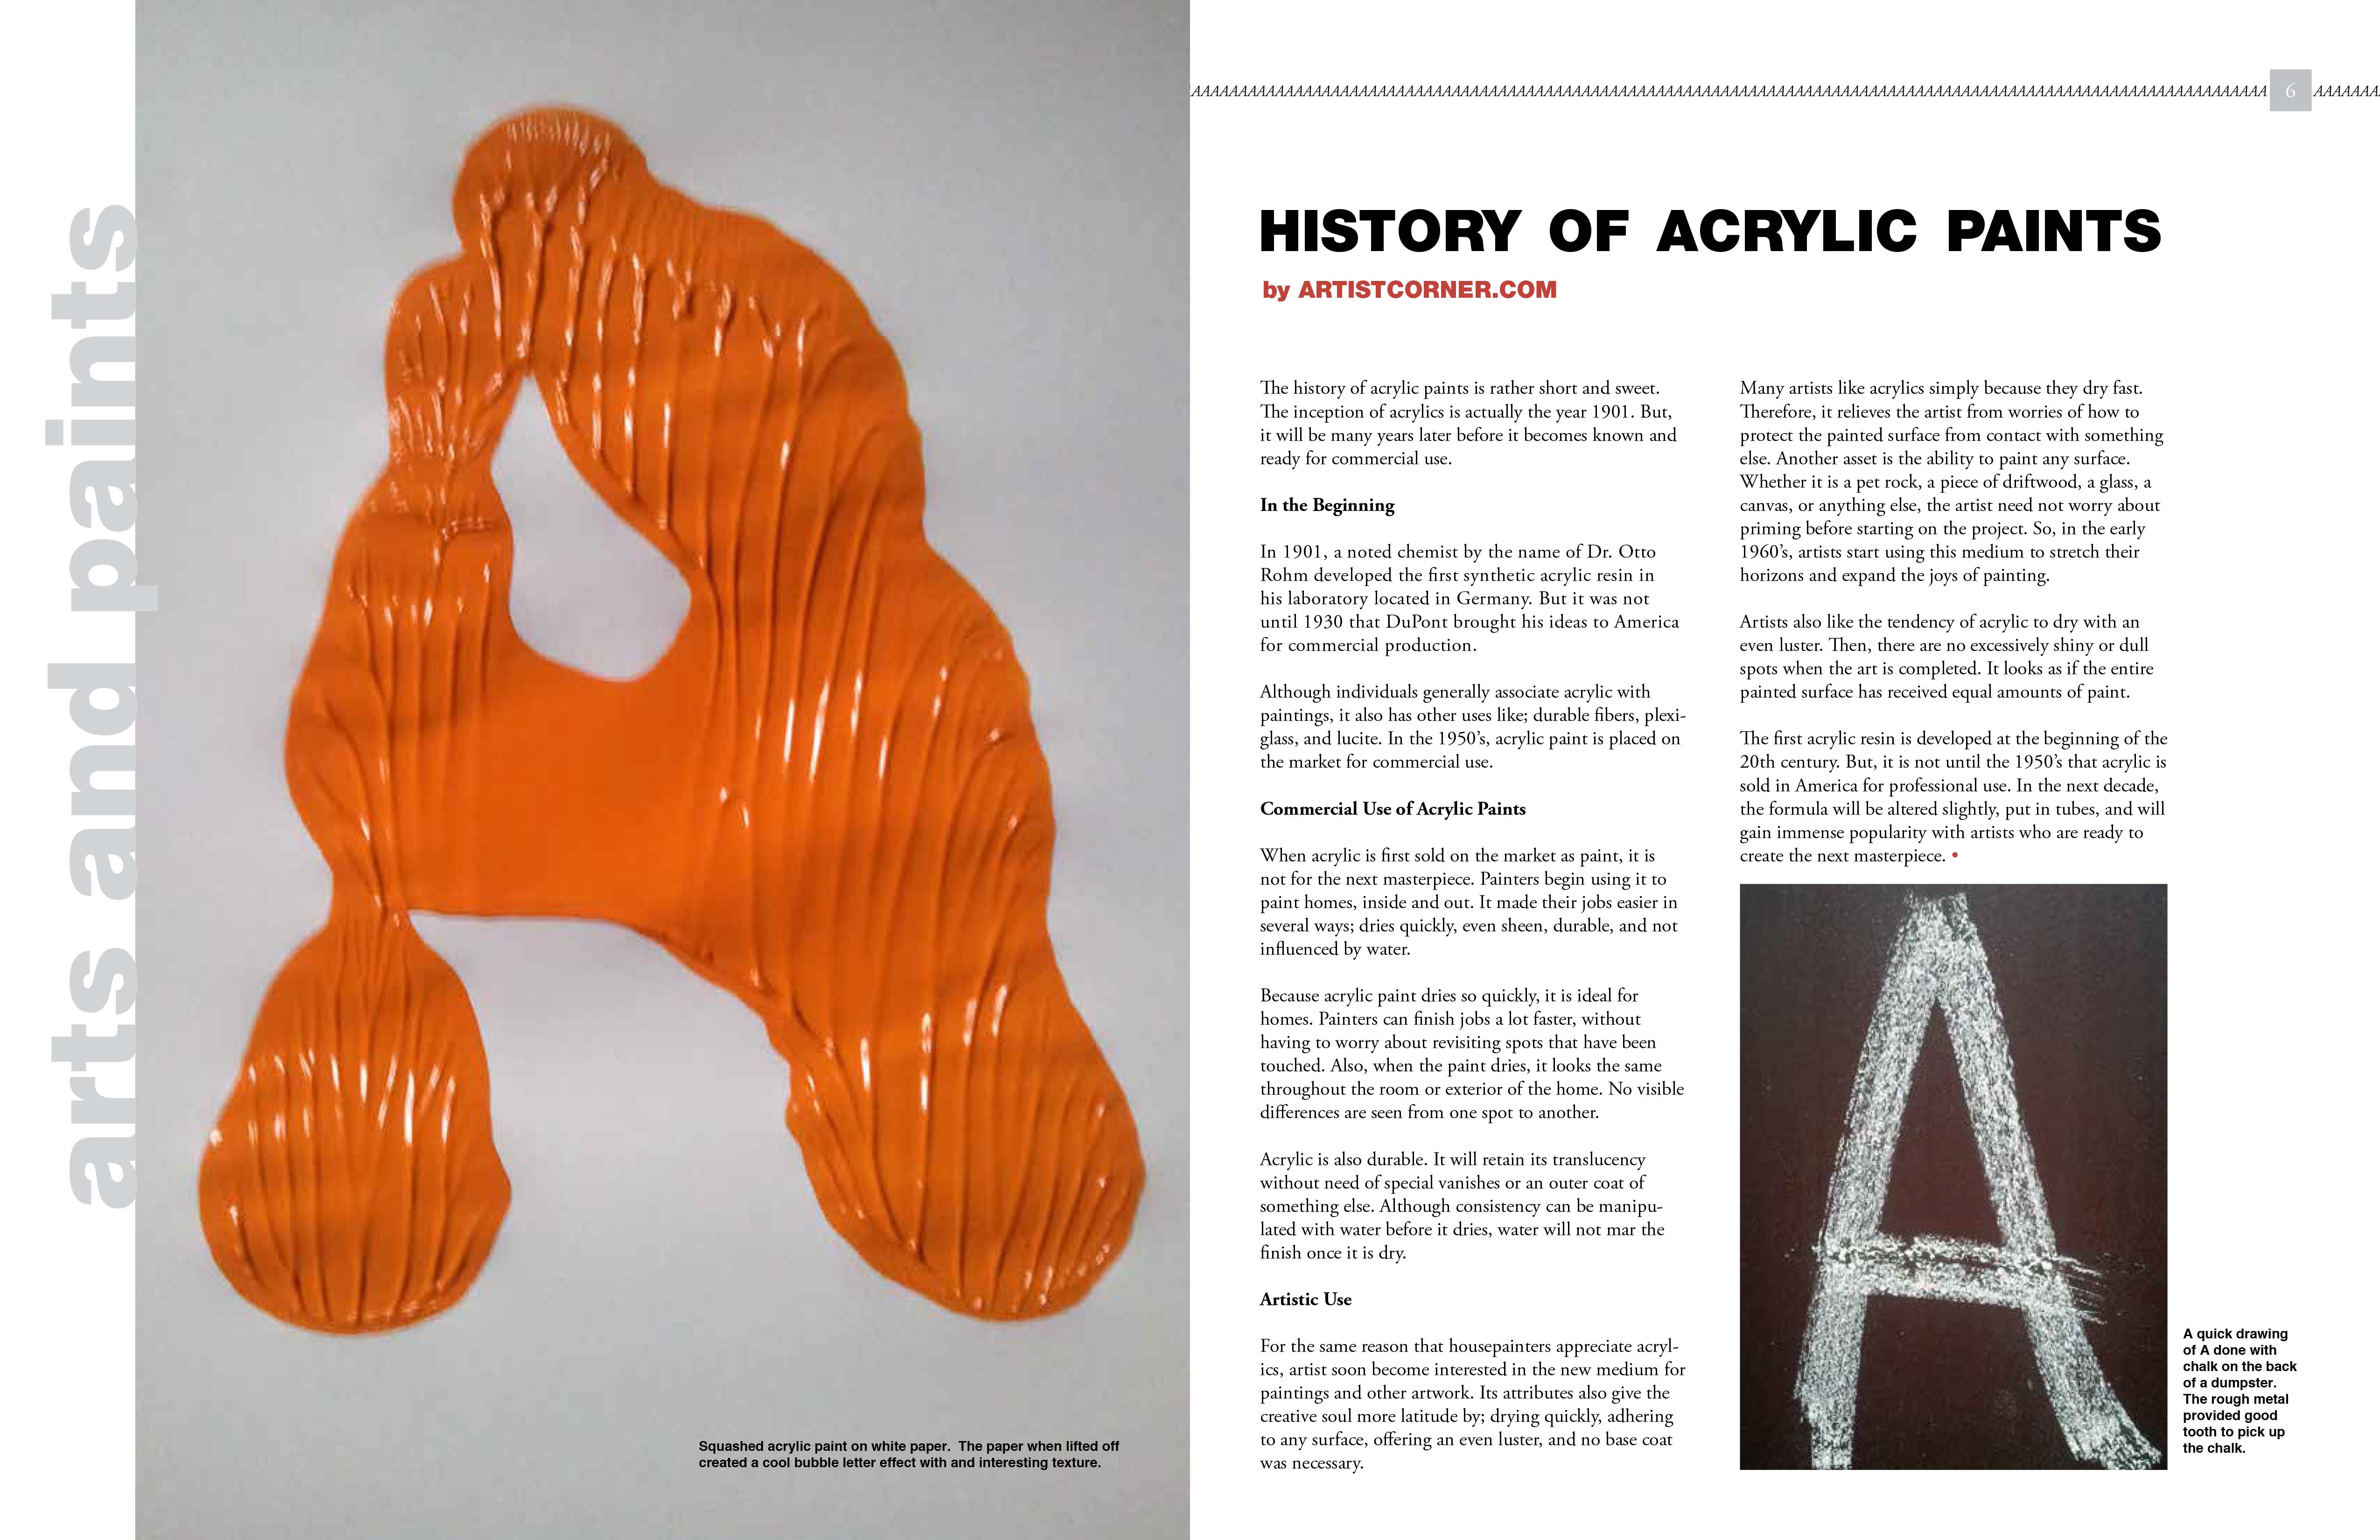 arts and paints
Squashed acrylic paint on white paper.  The paper when lifted off
created a cool bubble letter effect with and interesting texture.
6
HISTORY OF ACRYLIC PAINTS
by ARTISTCORNER.COM
The history of acrylic paints is rather short and sweet.
The inception of acrylics is actually the year 1901. But,
it will be many years later before it becomes known and
ready for commercial use.
In the Beginning
In 1901, a noted chemist by the name of Dr. Otto
Rohm developed the first synthetic acrylic resin in
his laboratory located in Germany. But it was not
until 1930 that DuPont brought his ideas to America
for commercial production.
Although individuals generally associate acrylic with
paintings, it also has other uses like; durable fibers, plexi-
glass, and lucite. In the 1950’s, acrylic paint is placed on
the market for commercial use.
Commercial Use of Acrylic Paints
When acrylic is first sold on the market as paint, it is
not for the next masterpiece. Painters begin using it to
paint homes, inside and out. It made their jobs easier in
several ways; dries quickly, even sheen, durable, and not
influenced by water.
Because acrylic paint dries so quickly, it is ideal for
homes. Painters can finish jobs a lot faster, without
having to worry about revisiting spots that have been
touched. Also, when the paint dries, it looks the same
throughout the room or exterior of the home. No visible
differences are seen from one spot to another.
Acrylic is also durable. It will retain its translucency
without need of special vanishes or an outer coat of
something else. Although consistency can be manipu-
lated with water before it dries, water will not mar the
finish once it is dry.
Artistic Use
For the same reason that housepainters appreciate acryl-
ics, artist soon become interested in the new medium for
paintings and other artwork. Its attributes also give the
creative soul more latitude by; drying quickly, adhering
to any surface, offering an even luster, and no base coat
was necessary.
Many artists like acrylics simply because they dry fast.
Therefore, it relieves the artist from worries of how to
protect the painted surface from contact with something
else. Another asset is the ability to paint any surface.
Whether it is a pet rock, a piece of driftwood, a glass, a
canvas, or anything else, the artist need not worry about
priming before starting on the project. So, in the early
1960’s, artists start using this medium to stretch their
horizons and expand the joys of painting.
Artists also like the tendency of acrylic to dry with an
even luster. Then, there are no excessively shiny or dull
spots when the art is completed. It looks as if the entire
painted surface has received equal amounts of paint.
The first acrylic resin is developed at the beginning of the
20th century. But, it is not until the 1950’s that acrylic is
sold in America for professional use. In the next decade,
the formula will be altered slightly, put in tubes, and will
gain immense popularity with artists who are ready to
create the next masterpiece. •
A
A quick drawing
of A done with
chalk on the back
of a dumpster.
The rough metal
provided good
tooth to pick up
the chalk.